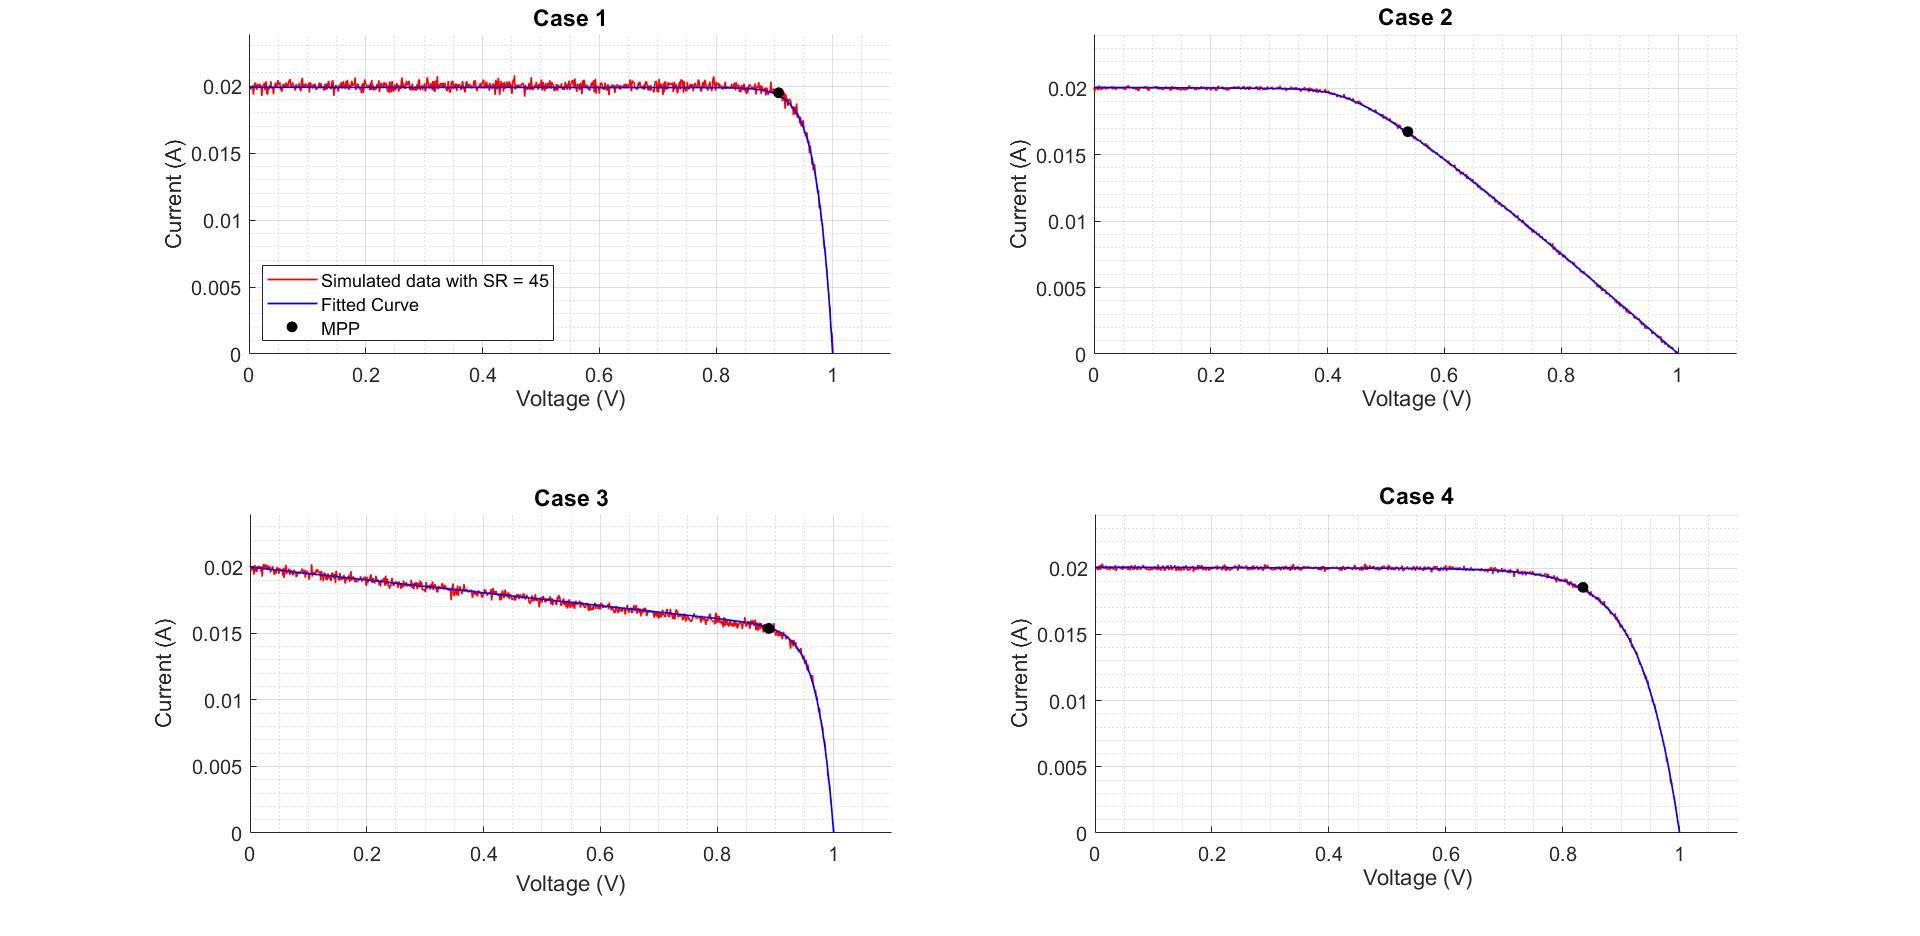 Case 1
0.02
0.015
0.01
0.005
0
Current (A)
Simulated data with SR = 45
Fitted Curve
MPP
0 0.2 0.4 0.6 0.8 1
Voltage (V)
Case 2
0.02
0.015
0.01
0.005
0
Current (A)
0 0.2 0.4 0.6 0.8 1
Voltage (V)
Case 3
0.02
0.015
0.01
0.005
0
Current (A)
0 0.2 0.4 0.6 0.8 1
Voltage (V)
Case 4
0.02
0.015
0.01
0.005
0
Current (A)
0 0.2 0.4 0.6 0.8 1
Voltage (V)